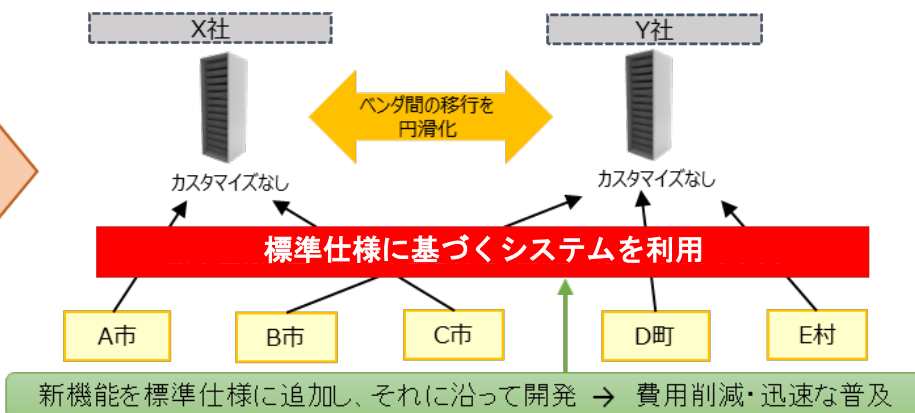 X社
Y社
ベンダ間の移行を
円滑化
カスタマイズなし
カスタマイズなし
標準仕様に基づくシステムを利用
A市
B市
C市
D町
E村
新機能を標準仕様に追加し、それに沿って開発 → 費用削減・迅速な普及